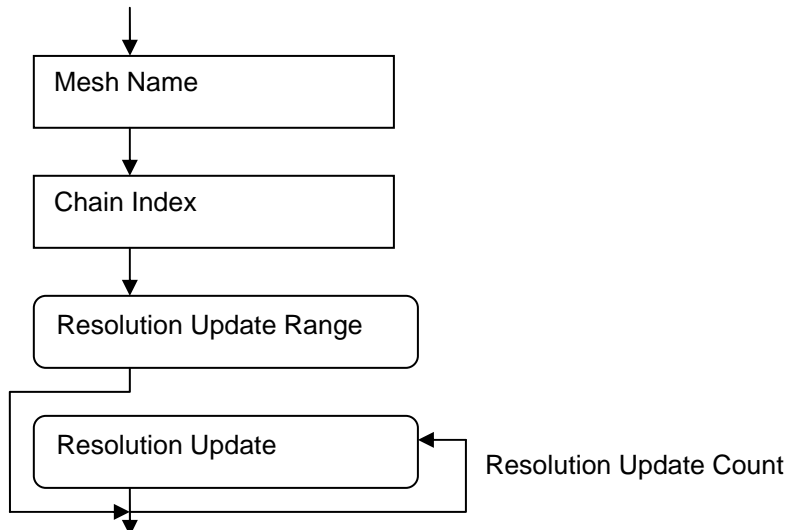 Mesh Name
Chain Index
Resolution Update Range
Resolution Update
Resolution Update Count